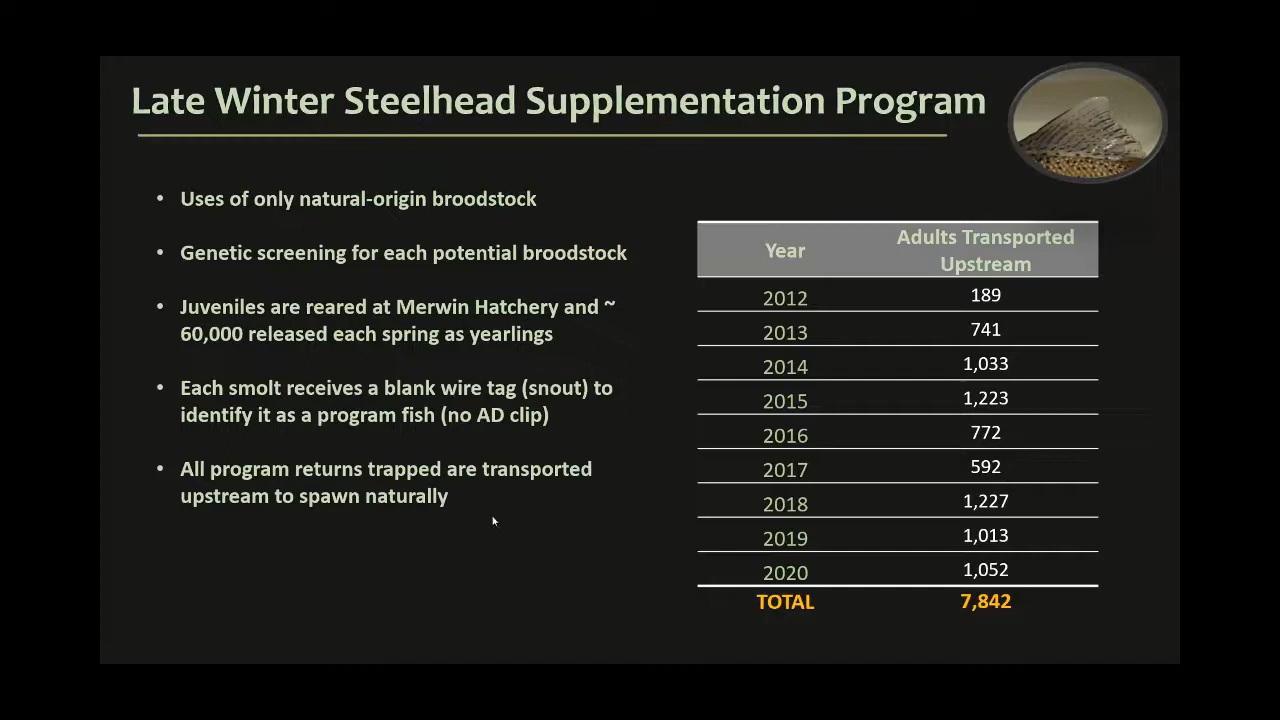 Late Winter Steelhead Supplementation Program
• Uses of only natural-origin broodstock
• Genetic screening for each potential broodstock
• Juveniles are reared at Merwin Hatchery and ~
60,000 released each spring as yearlings
• Each smolt receives a blank wire tag (snout) to
identify it as a program fish (no AD clip)
• All program returns trapped are transported
upstream to spawn naturally
Year Adults Transported
Upstream
2012 189
2013 741
2014 1,033
2015 1,223
2016 772
2017 592
2018 1,227
2019 1,013
2020 1,052
TOTAL 7,842